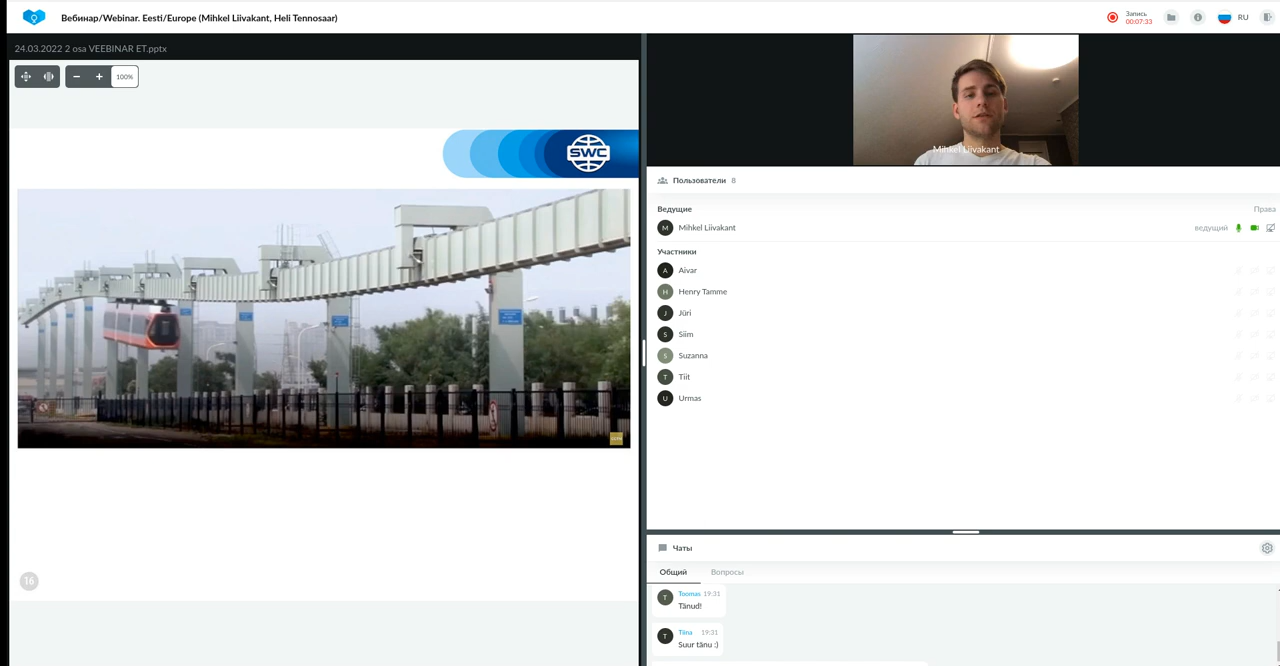 Вебинар/Webinar. Eesti/Europe (Mihkel Liivakant, Heli Tennosaar)
Запись
00:07:33
RU
24.03.2022 2 osa VEEBINAR ET.pptx
100%
SWC
16
Mihkel Liivakant
Пользователи 8
Ведущие
Права
M
Mihkel Liivakant
ведущий
Участники
A
Aivar
H
Henry Tamme
J
Jüri
S
Siim
S
Suzanna
T
Tiit
U
Urmas
Чаты
Общий
Вопросы
T
Toomas 19:31
Tänud!
T
Tiina 19:31
Suur tänu :)